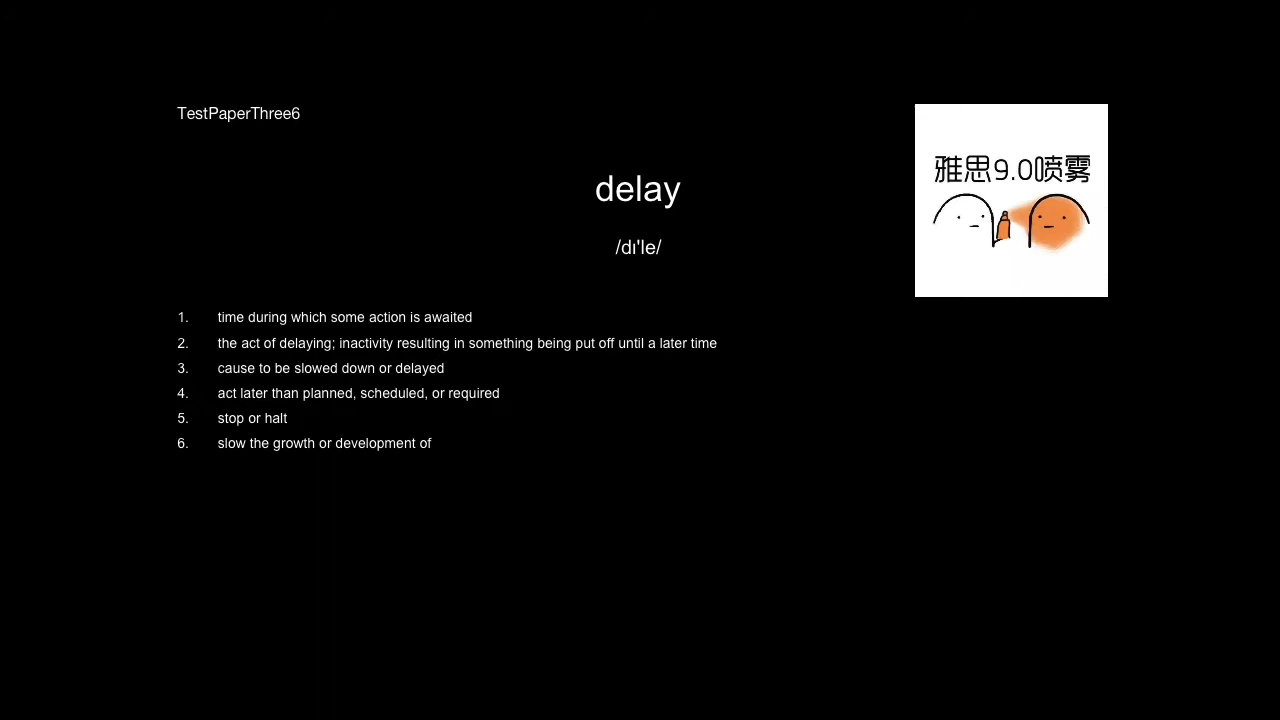 TestPaperThree6
雅思9.0喷雾
delay
/dɪ'le/
1. time during which some action is awaited
2. the act of delaying; inactivity resulting in something being put off until a later time
3. cause to be slowed down or delayed
4. act later than planned, scheduled, or required
5. stop or halt
6. slow the growth or development of